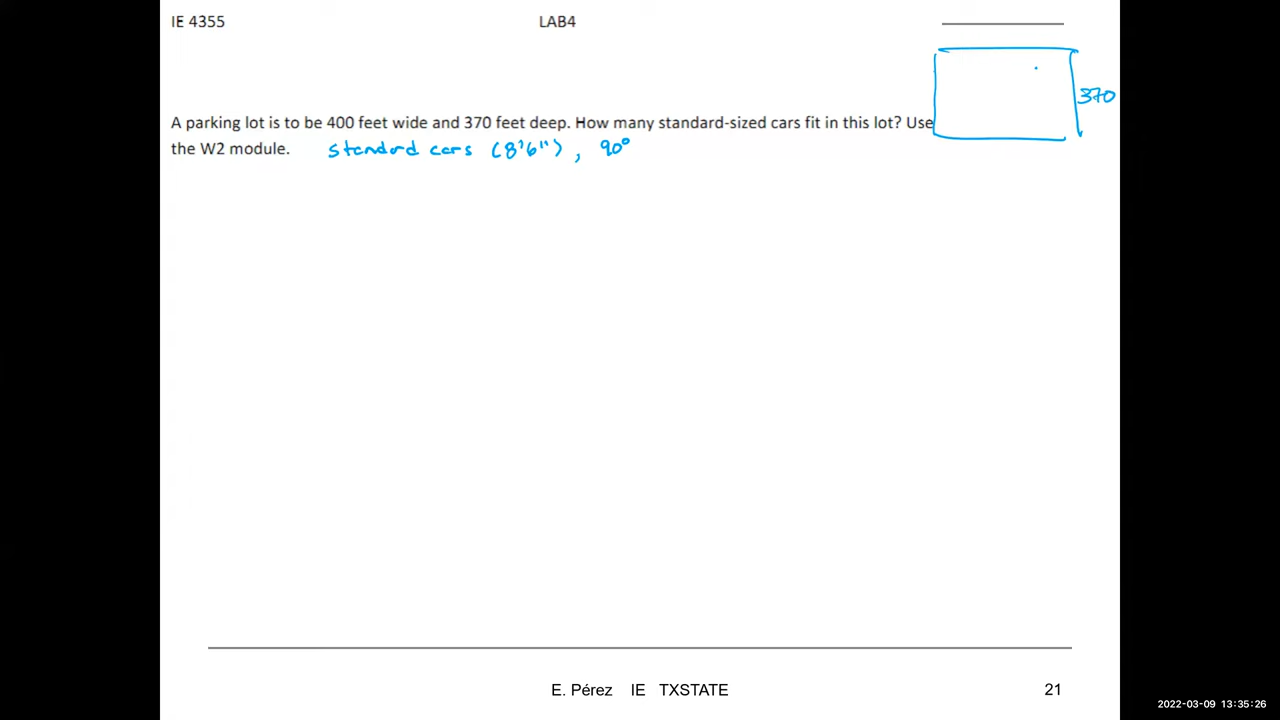 IE 4355 LAB4
370
A parking lot is to be 400 feet wide and 370 feet deep. How many standard-sized cars fit in this lot? Use
the W2 module. standard cars (8'6"), 90°
E. Pérez IE TXSTATE 21
2022-03-09 13:35:26